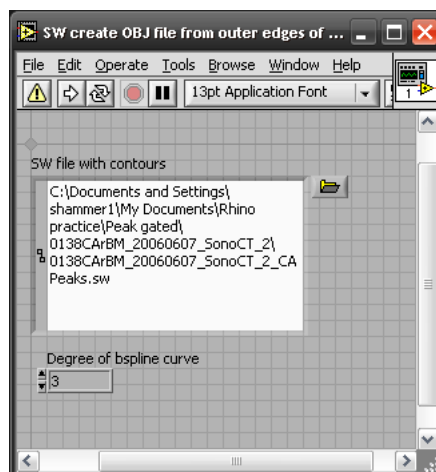 SW create OBJ file from outer edges of ...
File Edit Operate Tools Browse Window Help
13pt Application Font
1
SW file with contours
C:\Documents and Settings\
shammer1\My Documents\Rhino
practice\Peak gated\
0138CArBM_20060607_SonoCT_2\
0138CArBM_20060607_SonoCT_2_CA
Peaks.sw
Degree of bspline curve
3